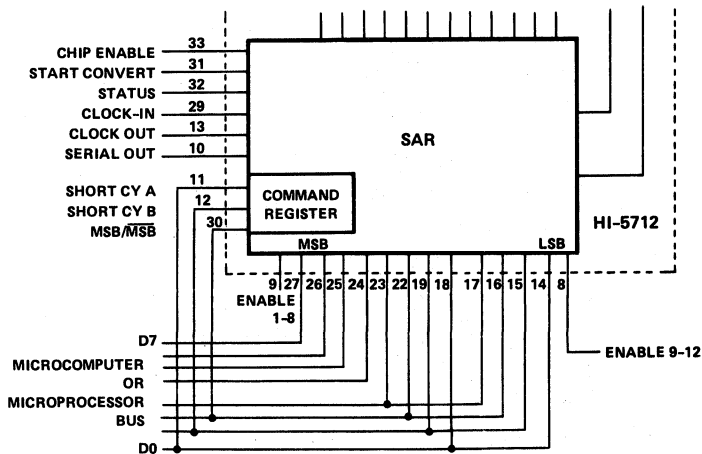 CHIP ENABLE 33
START CONVERT 31
STATUS 32
CLOCK-IN 29
CLOCK OUT 13
SERIAL OUT 10
SAR
11
SHORT CY A
COMMAND
REGISTER
12
SHORT CY B
30
MSB/MSB
HI-5712
MSB LSB
9 27 26 25 24 23 22 19 18 17 16 15 14 8
ENABLE
1-8
D7
ENABLE 9-12
MICROCOMPUTER
OR
MICROPROCESSOR
BUS
D0